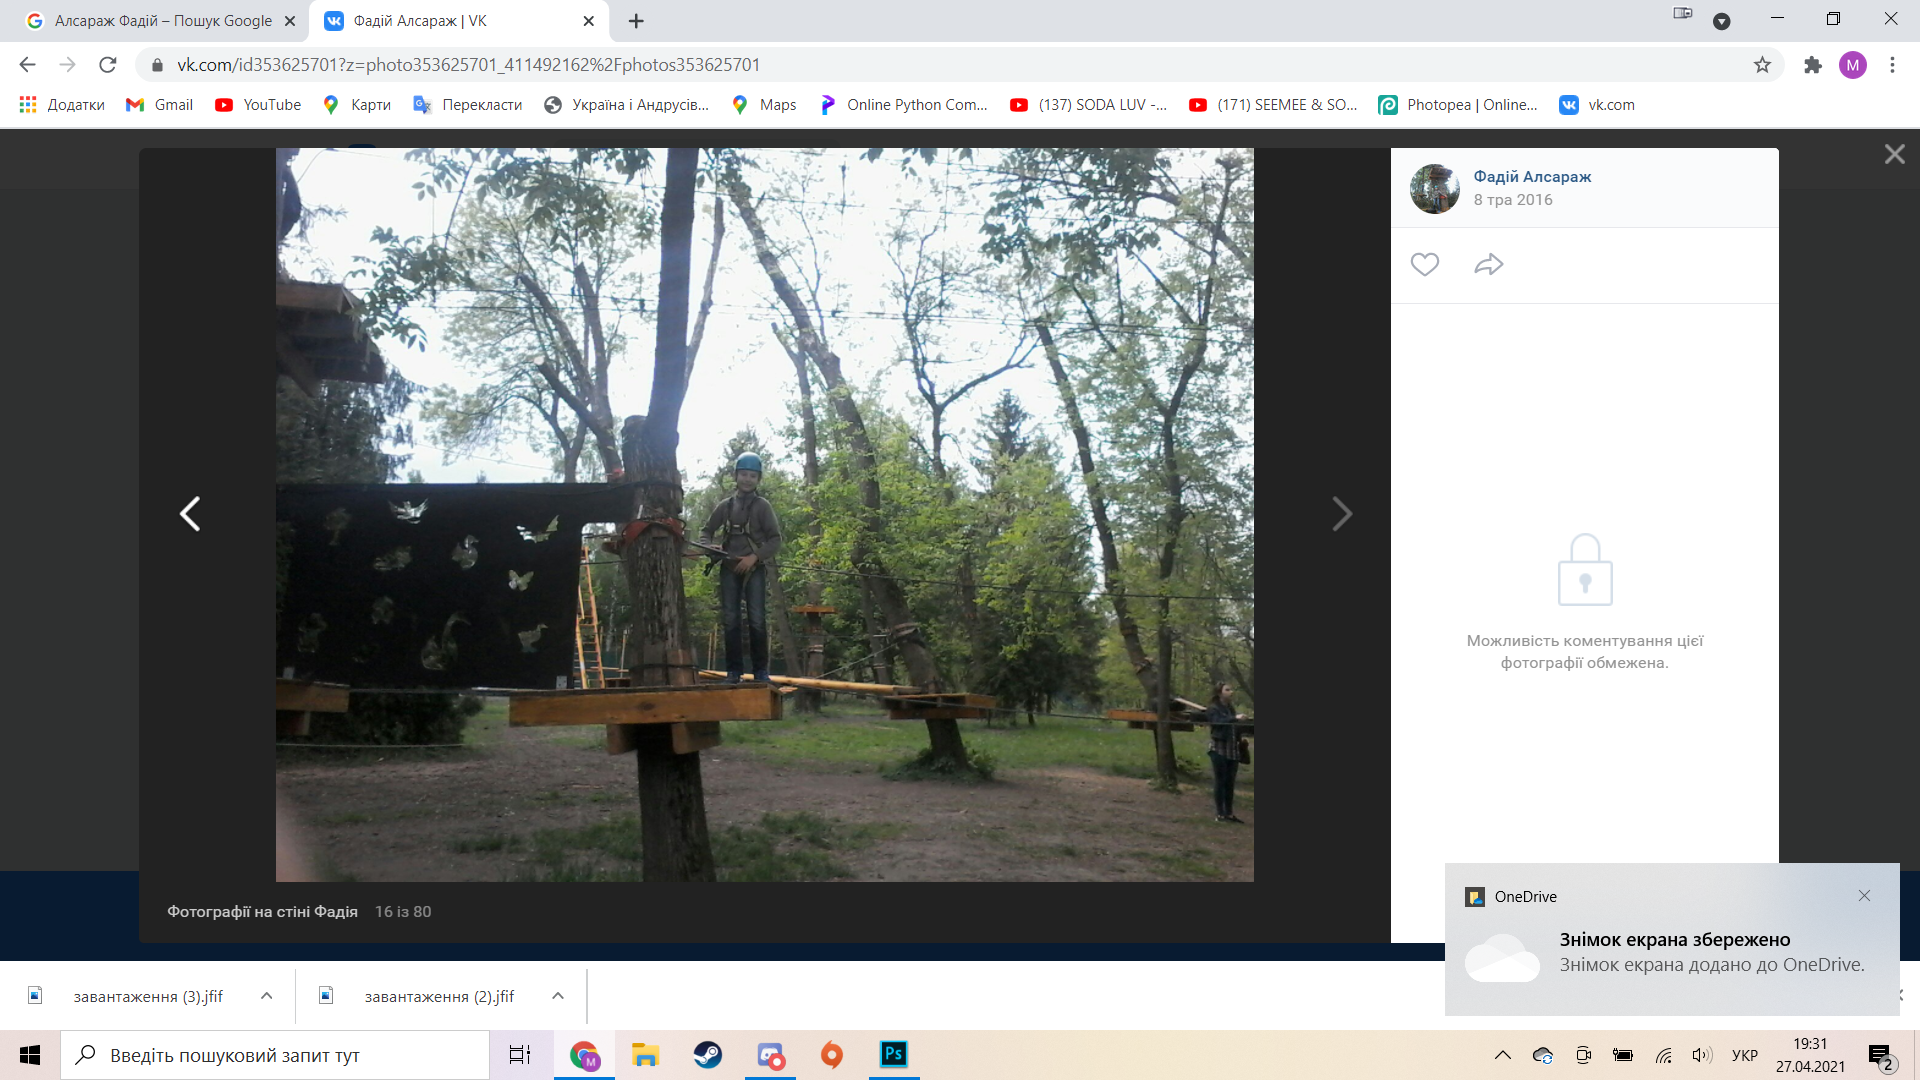 Алсараж Фадій – Пошук Google
Фадій Алсараж | VK
vk.com/id353625701?z=photo353625701_411492162%2Fphotos353625701
M
Додатки
Gmail
YouTube
Карти
Перекласти
Україна і Андрусів...
Maps
Online Python Com...
(137) SODA LUV -...
(171) SEEMEE & SO...
Photopea | Online...
vk.com
Фадій Алсараж
8 тра 2016
Можливість коментування цієї
фотографії обмежена.
Фотографії на стіні Фадія 16 із 80
OneDrive
Знімок екрана збережено
Знімок екрана додано до OneDrive.
завантаження (3).jfif
завантаження (2).jfif
Введіть пошуковий запит тут
M
Ps
УКР
19:31
27.04.2021
2